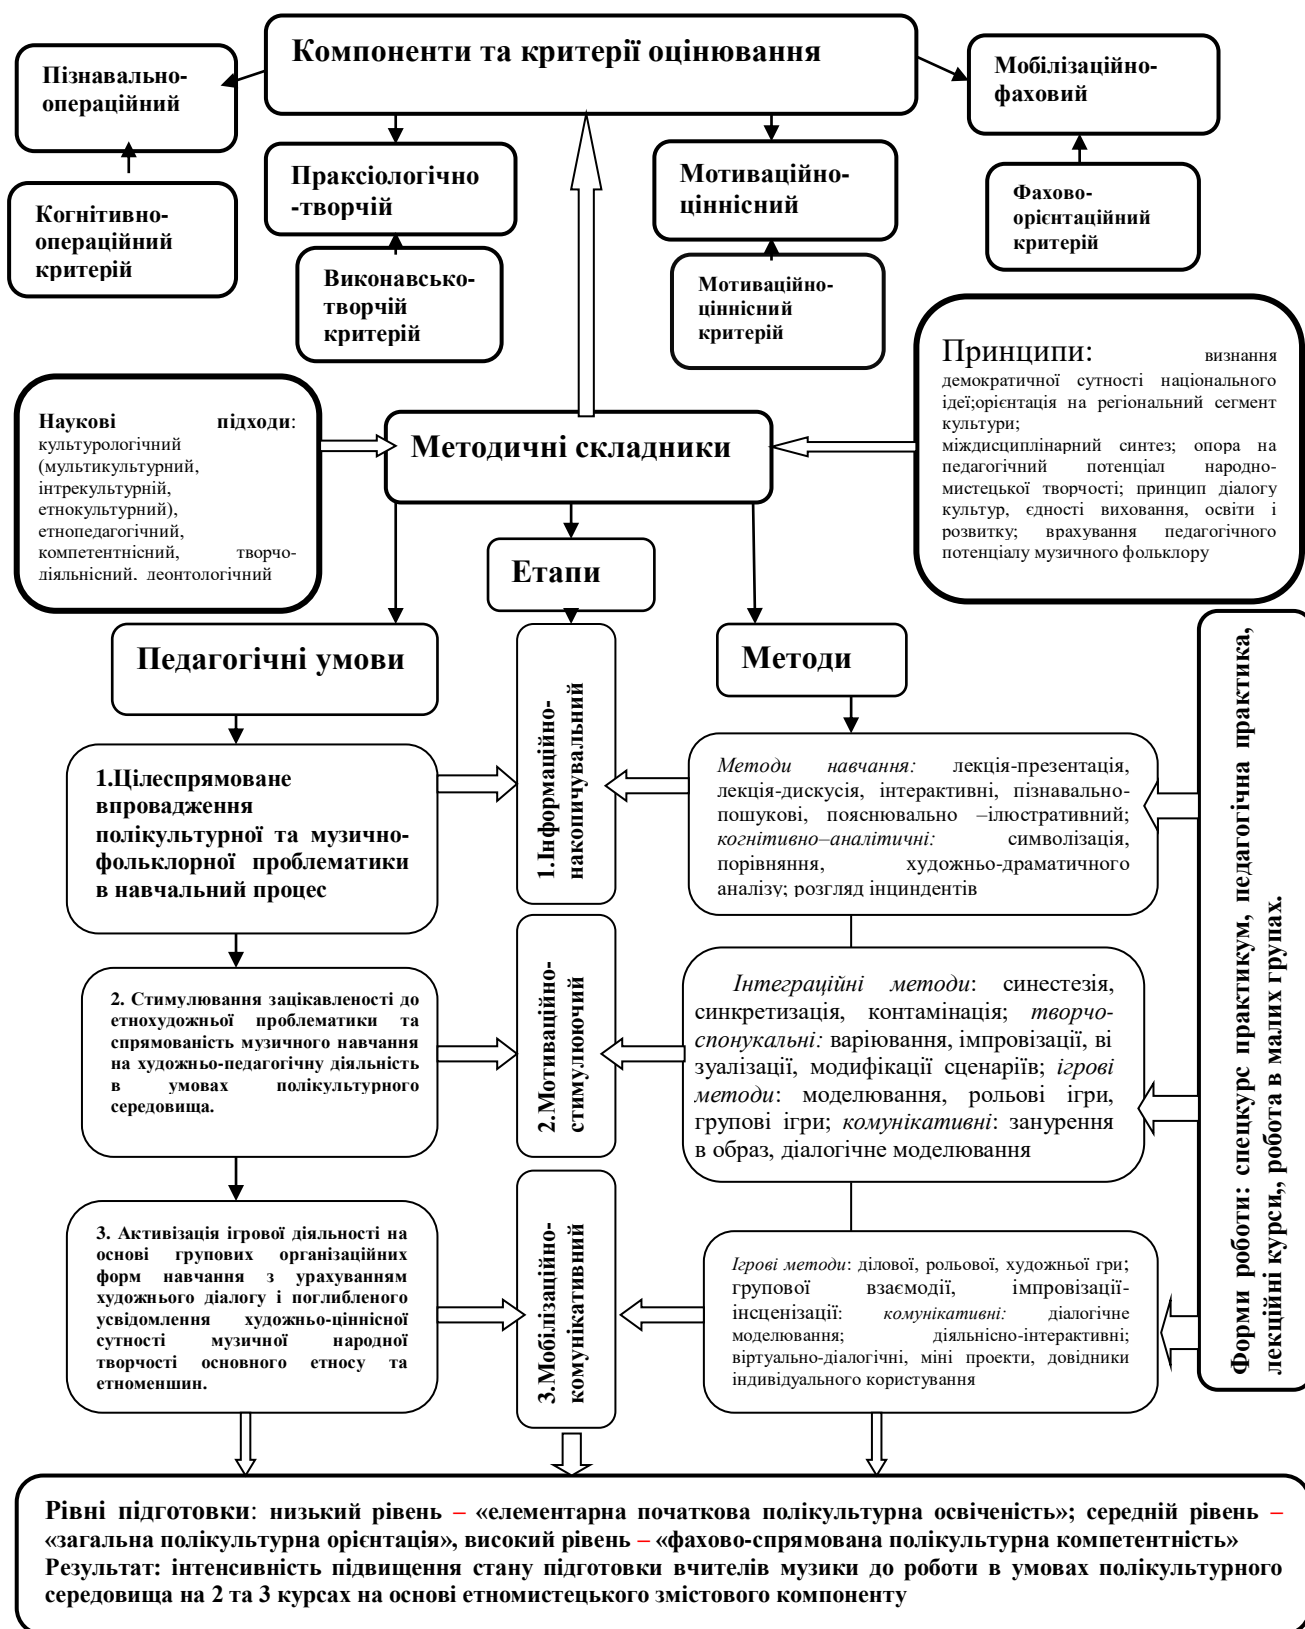 Компоненти та критерії оцінювання
Пізнавально-
операційний
Мобілізаційно-
фаховий
Праксіологічно
-творчій
Мотиваційно-
ціннісний
Когнітивно-
операційний
критерій
Виконавсько-
творчій
критерій
Мотиваційно-
ціннісний
критерій
Фахово-
орієнтаційний
критерій
Наукові підходи:
культурологічний
(мультикультурний,
інтрекультурній,
етнокультурний),
етнопедагогічний,
компетентнісний, творчо-
діяльнісний, деонтологічний
Методичні складники
Принципи: визнання
демократичної сутності національного
ідеї;орієнтація на регіональний сегмент
культури;
міждисциплінарний синтез; опора на
педагогічний потенціал народно-
мистецької творчості; принцип діалогу
культур, єдності виховання, освіти і
розвитку; врахування педагогічного
потенціалу музичного фольклору
Етапи
Педагогічні умови
Методи
1.Цілеспрямоване
впровадження
полікультурної та музично-
фольклорної проблематики
в навчальний процес
1.Інформаційно-
накопичувальний
Методи навчання: лекція-презентація,
лекція-дискусія, інтерактивні, пізнавально-
пошукові, пояснювально –ілюстративний;
когнітивно–аналітичні: символізація,
порівняння, художньо-драматичного
аналізу; розгляд інциндентів
2. Стимулювання зацікавленості до
етнохудожньої проблематики та
спрямованість музичного навчання
на художньо-педагогічну діяльність
в умовах полікультурного
середовища.
2.Мотиваційно-
стимулюючий
Інтеграційні методи: синестезія,
синкретизація, контамінація; творчо-
спонукальні: варіювання, імпровізації, ві
зуалізації, модифікації сценаріїв; ігрові
методи: моделювання, рольові ігри,
групові ігри; комунікативні: занурення
в образ, діалогічне моделювання
3. Активізація ігрової діяльності на
основі групових організаційних
форм навчання з урахуванням
художнього діалогу і поглибленого
усвідомлення художньо-ціннісної
сутності музичної народної
творчості основного етносу та
етноменшин.
3.Мобілізаційно-
комунікативний
Ігрові методи: ділової, рольової, художньої гри;
групової взаємодії, імпровізації-
інсценізації: комунікативні: діалогічне
моделювання; діяльнісно-інтерактивні;
віртуально-діалогічні, міні проекти, довідники
індивідуального користування
Форми роботи: спецкурс практикум, педагогічна практика,
лекційні курси,, робота в малих групах.
Рівні підготовки: низький рівень – «елементарна початкова полікультурна освіченість»; середній рівень –
«загальна полікультурна орієнтація», високий рівень – «фахово-спрямована полікультурна компетентність»
Результат: інтенсивність підвищення стану підготовки вчителів музики до роботи в умовах полікультурного
середовища на 2 та 3 курсах на основі етномистецького змістового компоненту